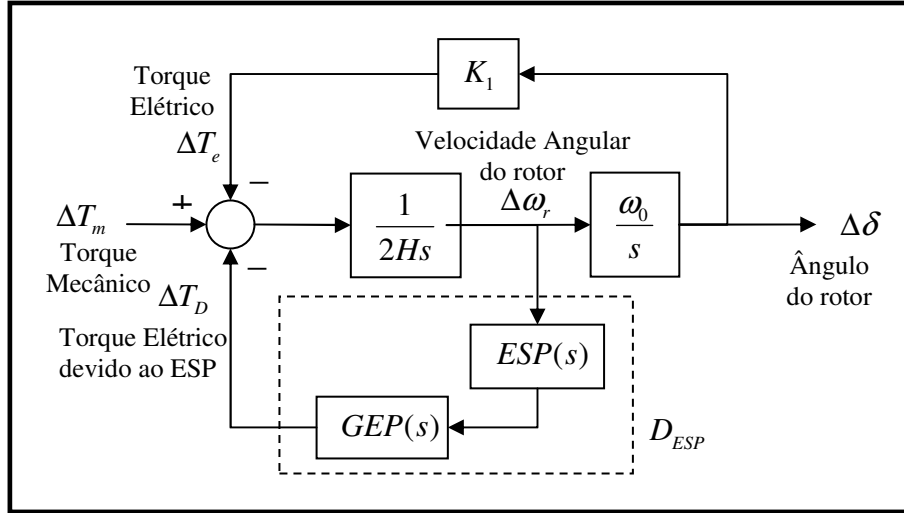 K₁
Torque
Elétrico
ΔTₑ
Velocidade Angular
do rotor
Δωᵣ
−
+
ΔTₘ
Torque
Mecânico
1
2Hs
ω₀
s
Δδ
Ângulo
do rotor
−
ΔT_D
Torque Elétrico
devido ao ESP
ESP(s)
GEP(s)
D_ESP